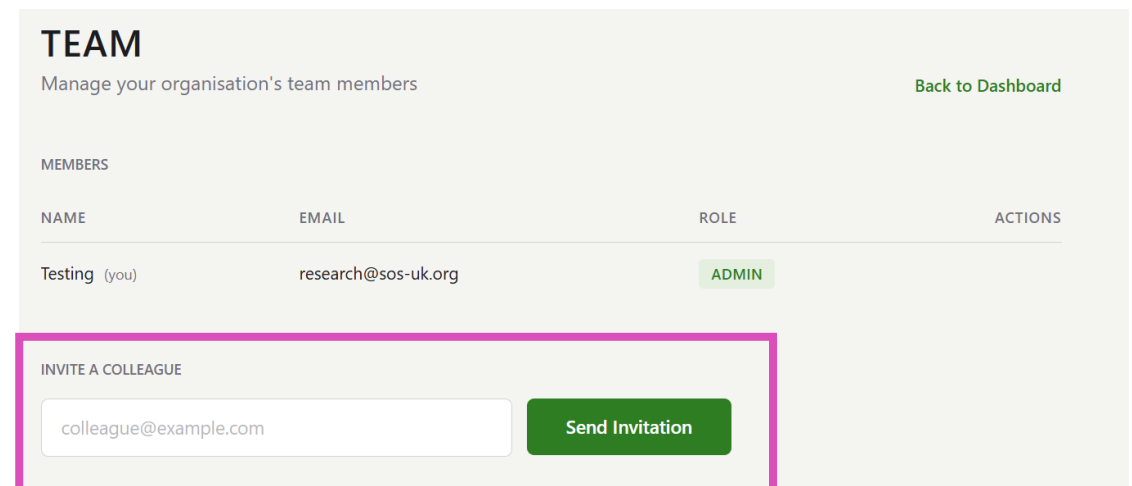 TEAM
Manage your organisation's team members
Back to Dashboard
MEMBERS
NAME EMAIL ROLE ACTIONS
Testing (you) research@sos-uk.org ADMIN
INVITE A COLLEAGUE
colleague@example.com Send Invitation